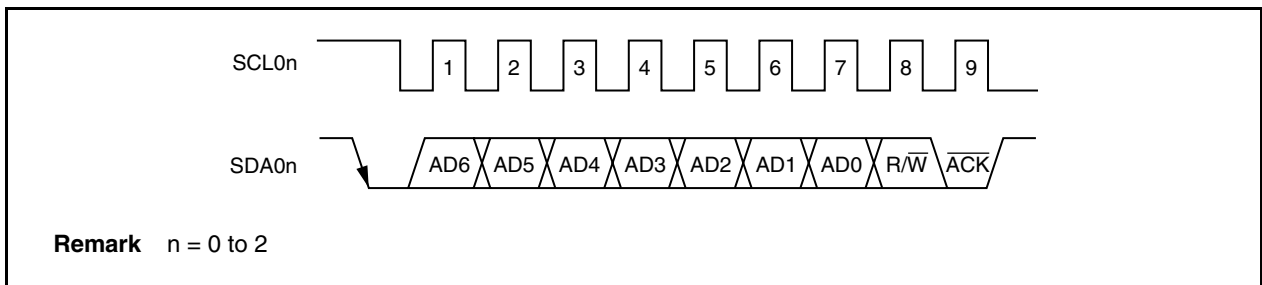 SCL0n 1 2 3 4 5 6 7 8 9
SDA0n AD6 AD5 AD4 AD3 AD2 AD1 AD0 R/W̅ A̅C̅K̅
Remark n = 0 to 2